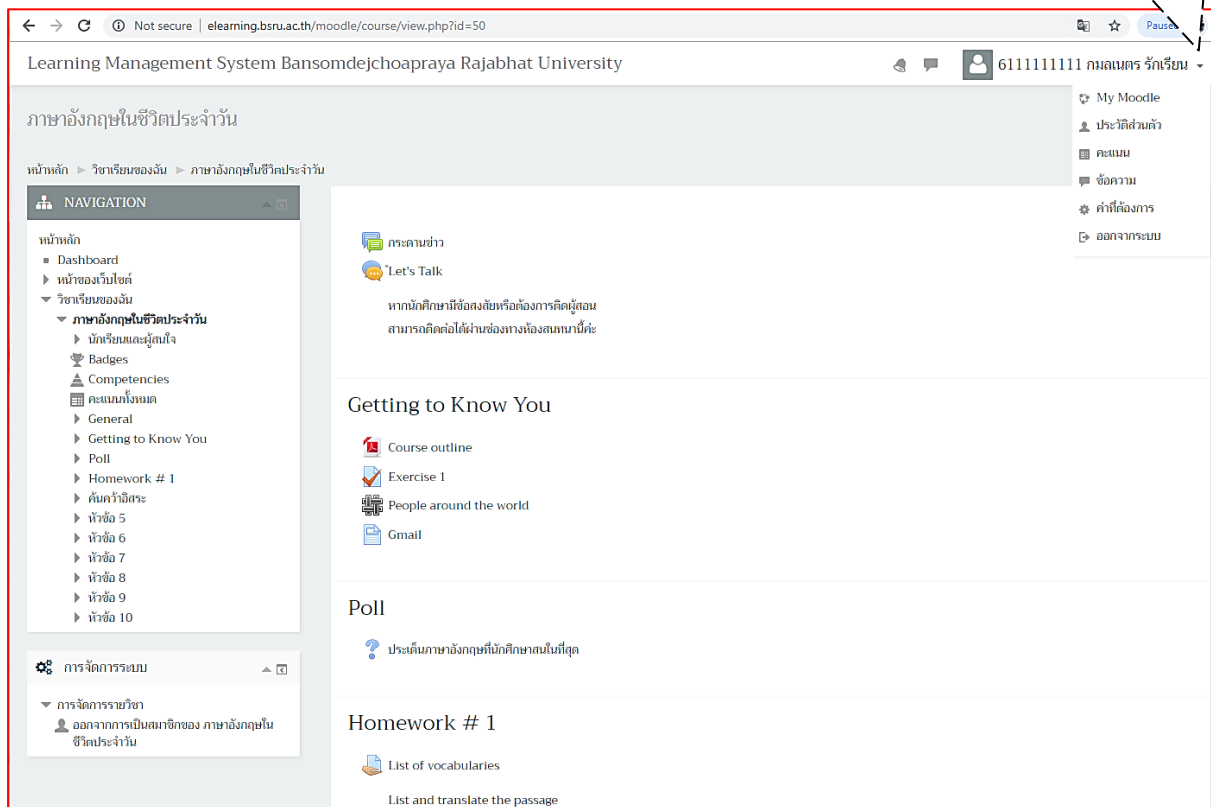 Not secure | elearning.bsru.ac.th/moodle/course/view.php?id=50
Learning Management System Bansomdejchoapraya Rajabhat University
6111111111 กมลเนตร รักเรียน
My Moodle
ประวัติส่วนตัว
คะแนน
ข้อความ
ค่าที่ต้องการ
ออกจากระบบ
ภาษาอังกฤษในชีวิตประจำวัน
หน้าหลัก ► วิชาเรียนของฉัน ► ภาษาอังกฤษในชีวิตประจำวัน
NAVIGATION
หน้าหลัก
Dashboard
หน้าของเว็บไซต์
วิชาเรียนของฉัน
ภาษาอังกฤษในชีวิตประจำวัน
นักเรียนและผู้สนใจ
Badges
Competencies
คะแนนทั้งหมด
General
Getting to Know You
Poll
Homework # 1
ค้นคว้าอิสระ
หัวข้อ 5
หัวข้อ 6
หัวข้อ 7
หัวข้อ 8
หัวข้อ 9
หัวข้อ 10
การจัดการระบบ
การจัดการรายวิชา
ออกจากการเป็นสมาชิกของ ภาษาอังกฤษใน
ชีวิตประจำวัน
กระดานข่าว
Let's Talk
หากนักศึกษามีข้อสงสัยหรือต้องการติดผู้สอน
สามารถติดต่อได้ผ่านช่องทางห้องสนทนานี้ค่ะ
Getting to Know You
Course outline
Exercise 1
People around the world
Gmail
Poll
ประเด็นภาษาอังกฤษที่นักศึกษาสนในที่สุด
Homework # 1
List of vocabularies
List and translate the passage